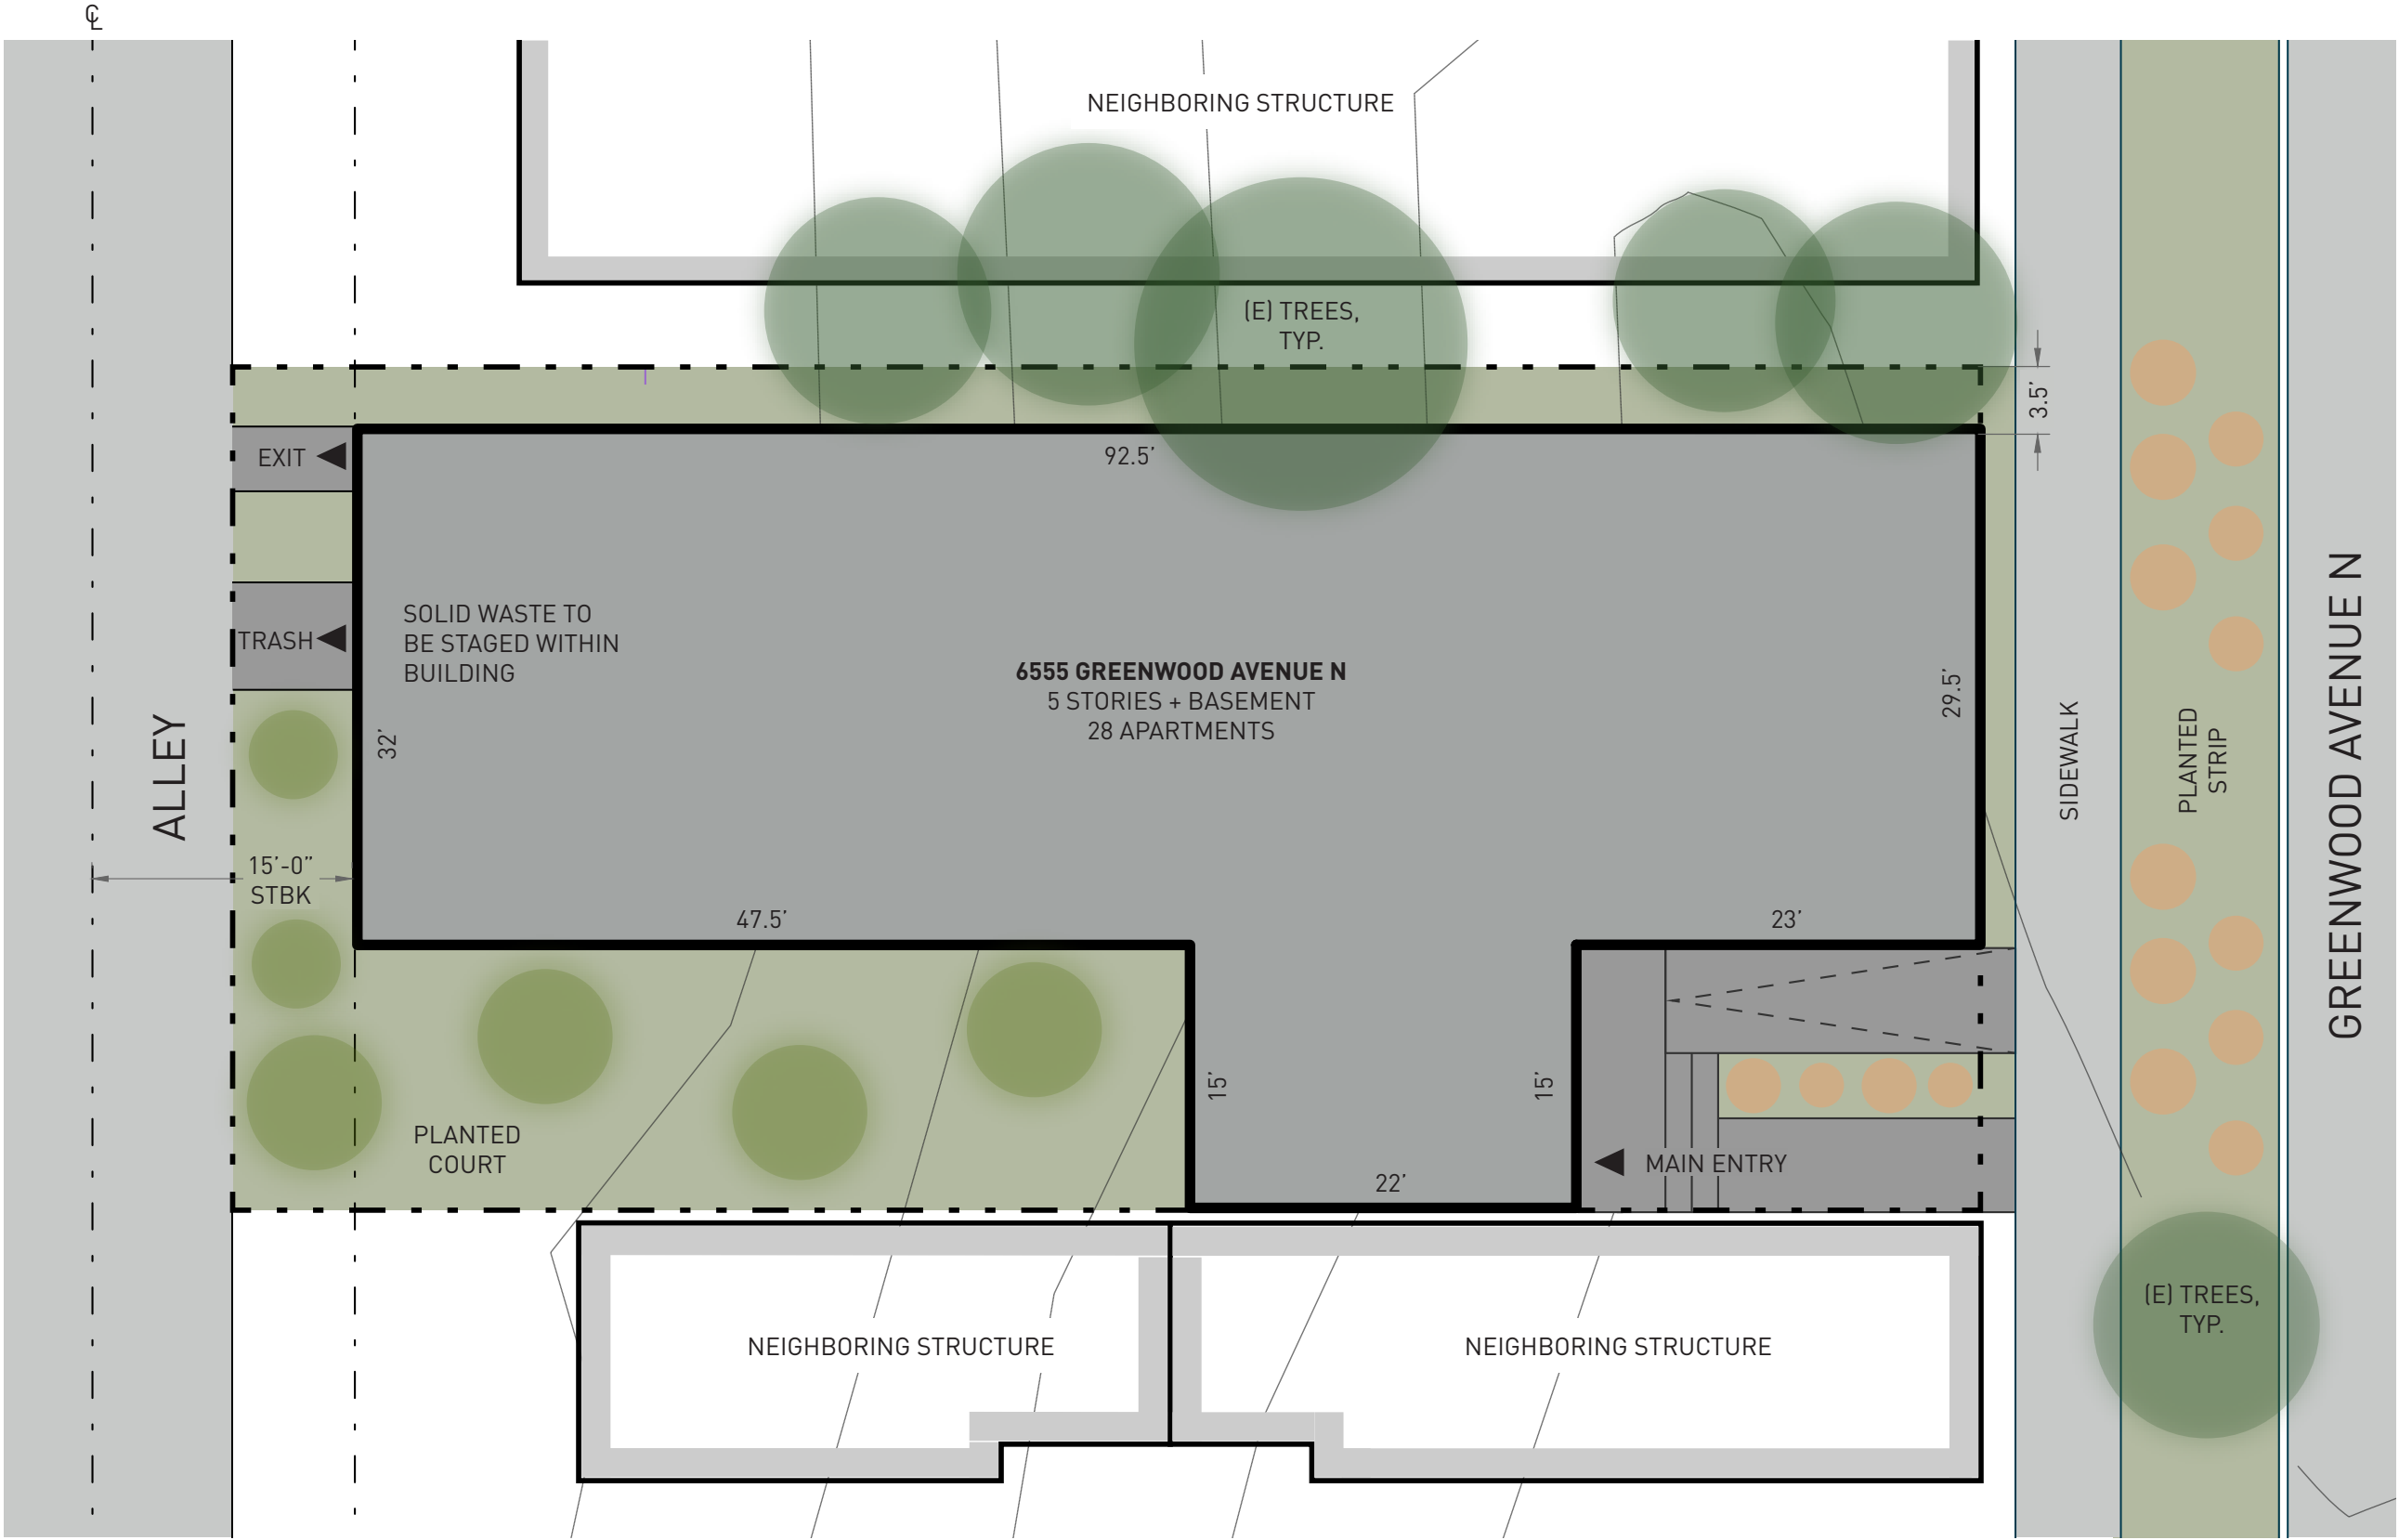 ℄
NEIGHBORING STRUCTURE
(E) TREES,
TYP.
3.5’
EXIT
92.5’
TRASH
SOLID WASTE TO
BE STAGED WITHIN
BUILDING
6555 GREENWOOD AVENUE N
5 STORIES + BASEMENT
28 APARTMENTS
29.5’
32’
ALLEY
SIDEWALK
PLANTED
STRIP
GREENWOOD AVENUE N
15’-0”
STBK
47.5’
23’
15’
15’
PLANTED
COURT
22’
MAIN ENTRY
NEIGHBORING STRUCTURE
NEIGHBORING STRUCTURE
(E) TREES,
TYP.